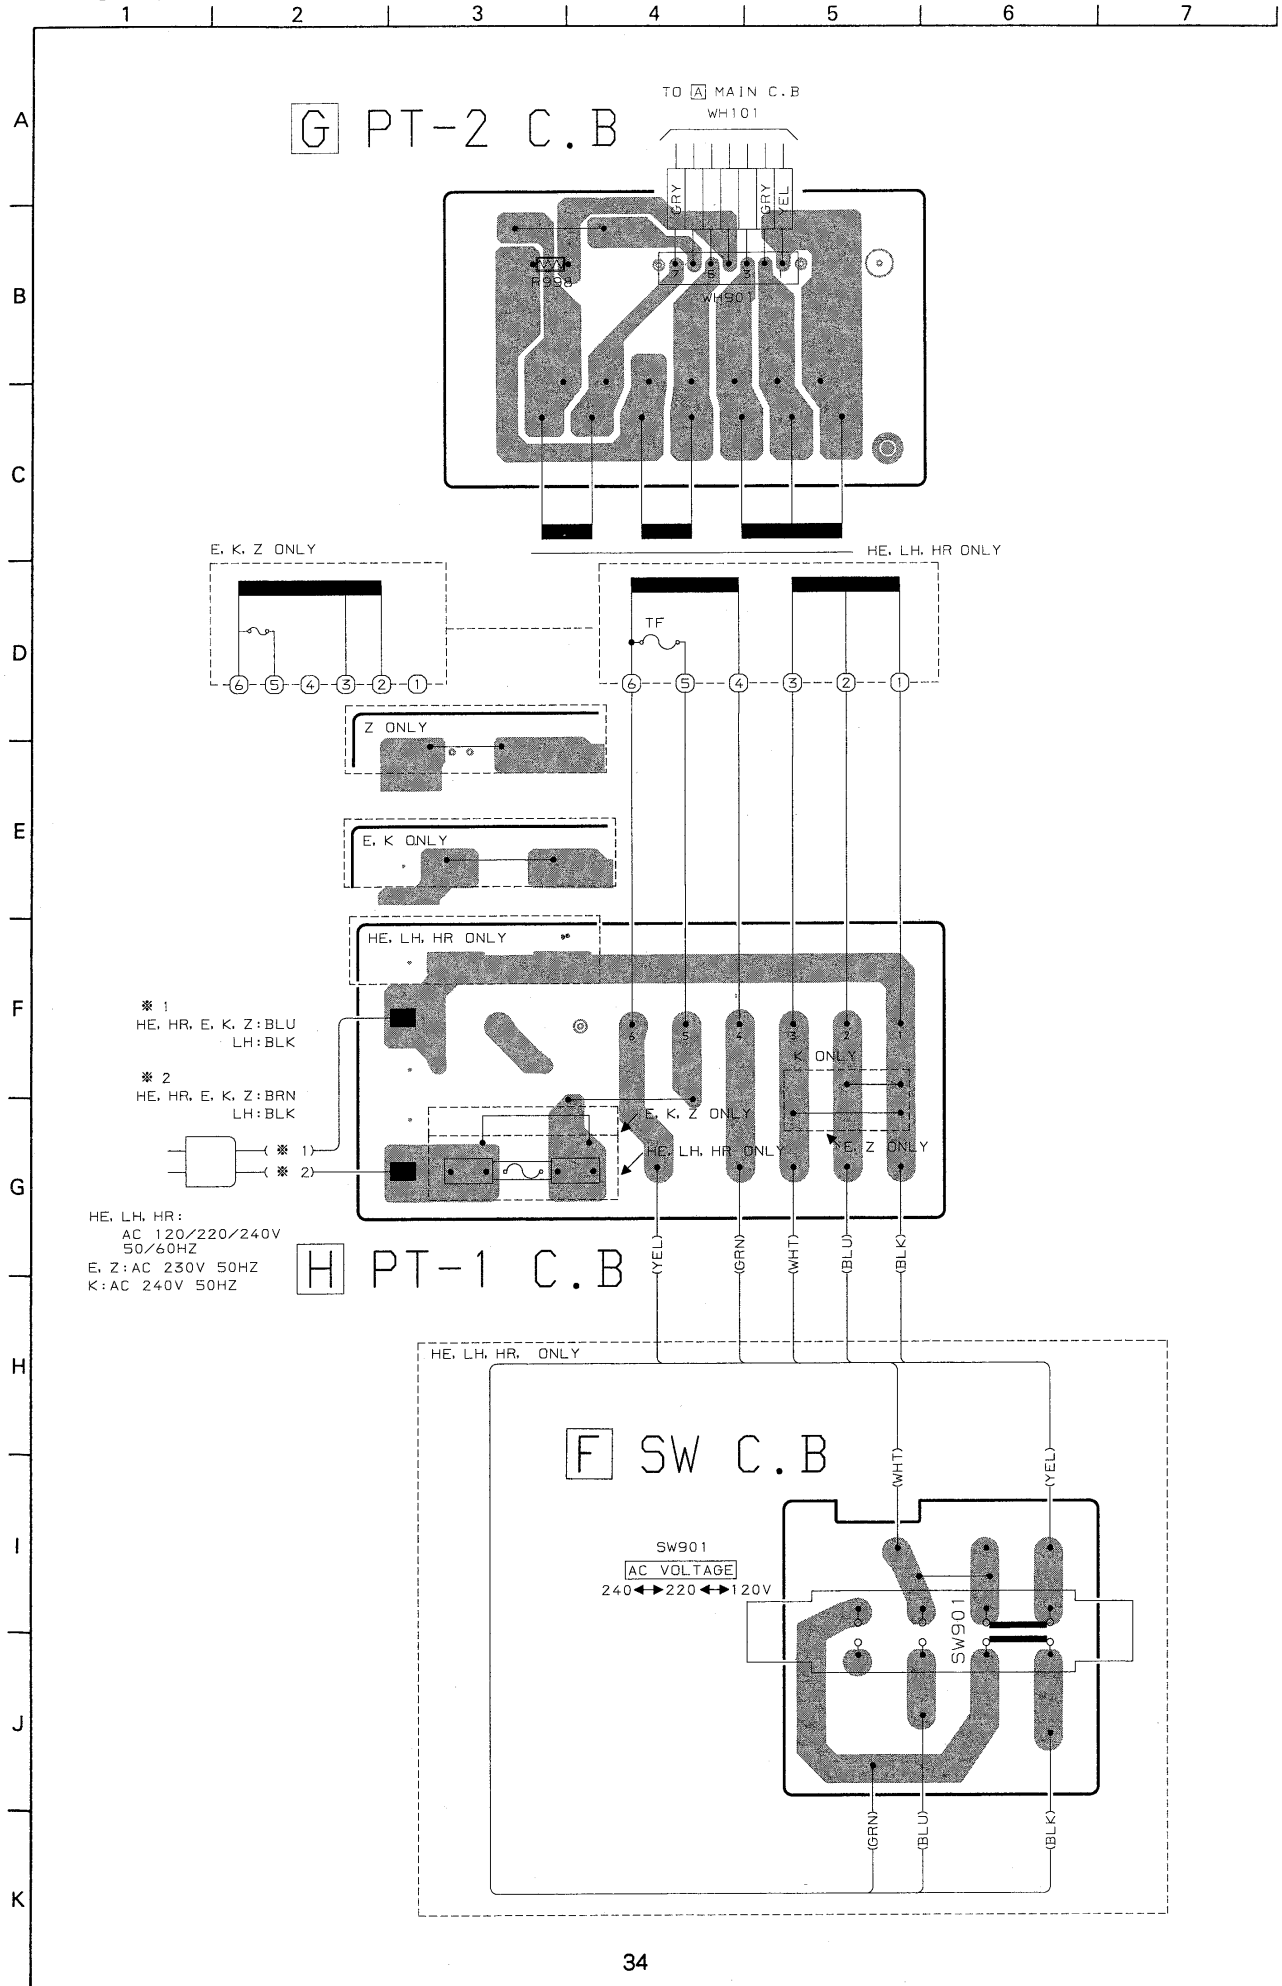 1 2 3 4 5 6 7
A
B
C
D
E
F
G
H
I
J
K
TO A MAIN C.B
WH101
G PT-2 C.B
GRY GRY YEL
7 5 3 1
R998
WH901
E, K, Z ONLY
HE, LH, HR ONLY
TF
6 5 4 3 2 1
6 5 4 3 2 1
Z ONLY
E, K ONLY
HE, LH, HR ONLY
※ 1
HE, HR, E, K, Z:BLU
LH:BLK
6 5 4 3 2 1
K ONLY
※ 2
HE, HR, E, K, Z:BRN
LH:BLK
E, K, Z ONLY
HE, LH, HR ONLY
E, Z ONLY
( ※ 1)
( ※ 2)
HE, LH, HR:
AC 120/220/240V
50/60HZ
E, Z:AC 230V 50HZ
K:AC 240V 50HZ
H PT-1 C.B
(YEL) (GRN) (WHT) (BLU) (BLK)
HE, LH, HR, ONLY
F SW C.B
(WHT) (YEL)
SW901
AC VOLTAGE
240◄►220◄►120V
SW901
(GRN) (BLU) (BLK)
34